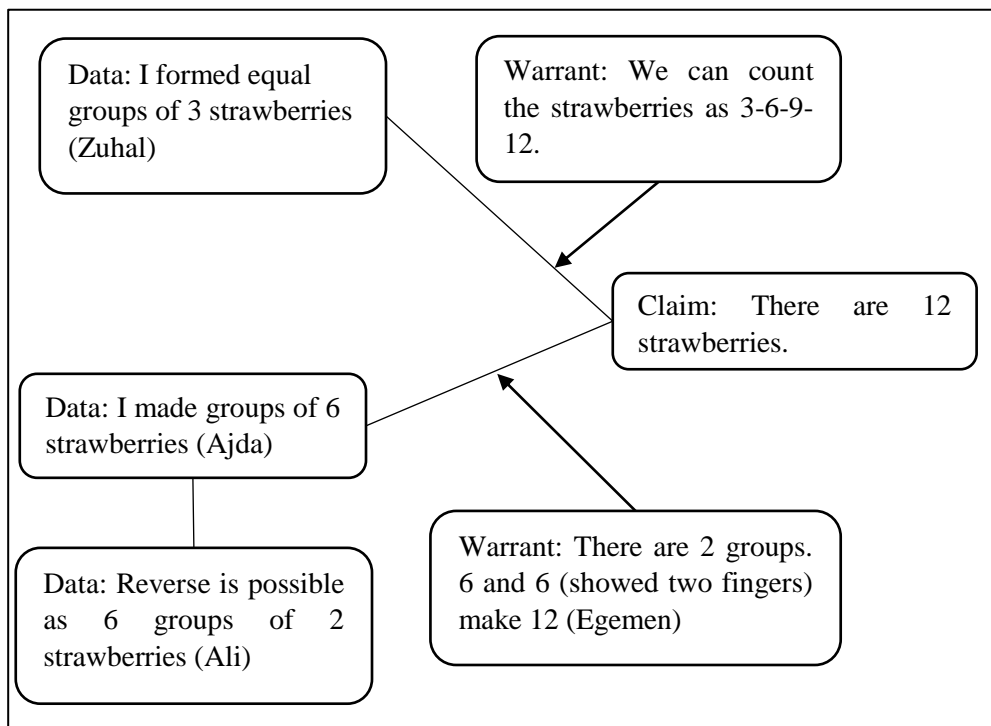 Data: I formed equal
groups of 3 strawberries
(Zuhal)
Warrant: We can count
the strawberries as 3-6-9-
12.
Claim: There are 12
strawberries.
Data: I made groups of 6
strawberries (Ajda)
Warrant: There are 2 groups.
6 and 6 (showed two fingers)
make 12 (Egemen)
Data: Reverse is possible
as 6 groups of 2
strawberries (Ali)